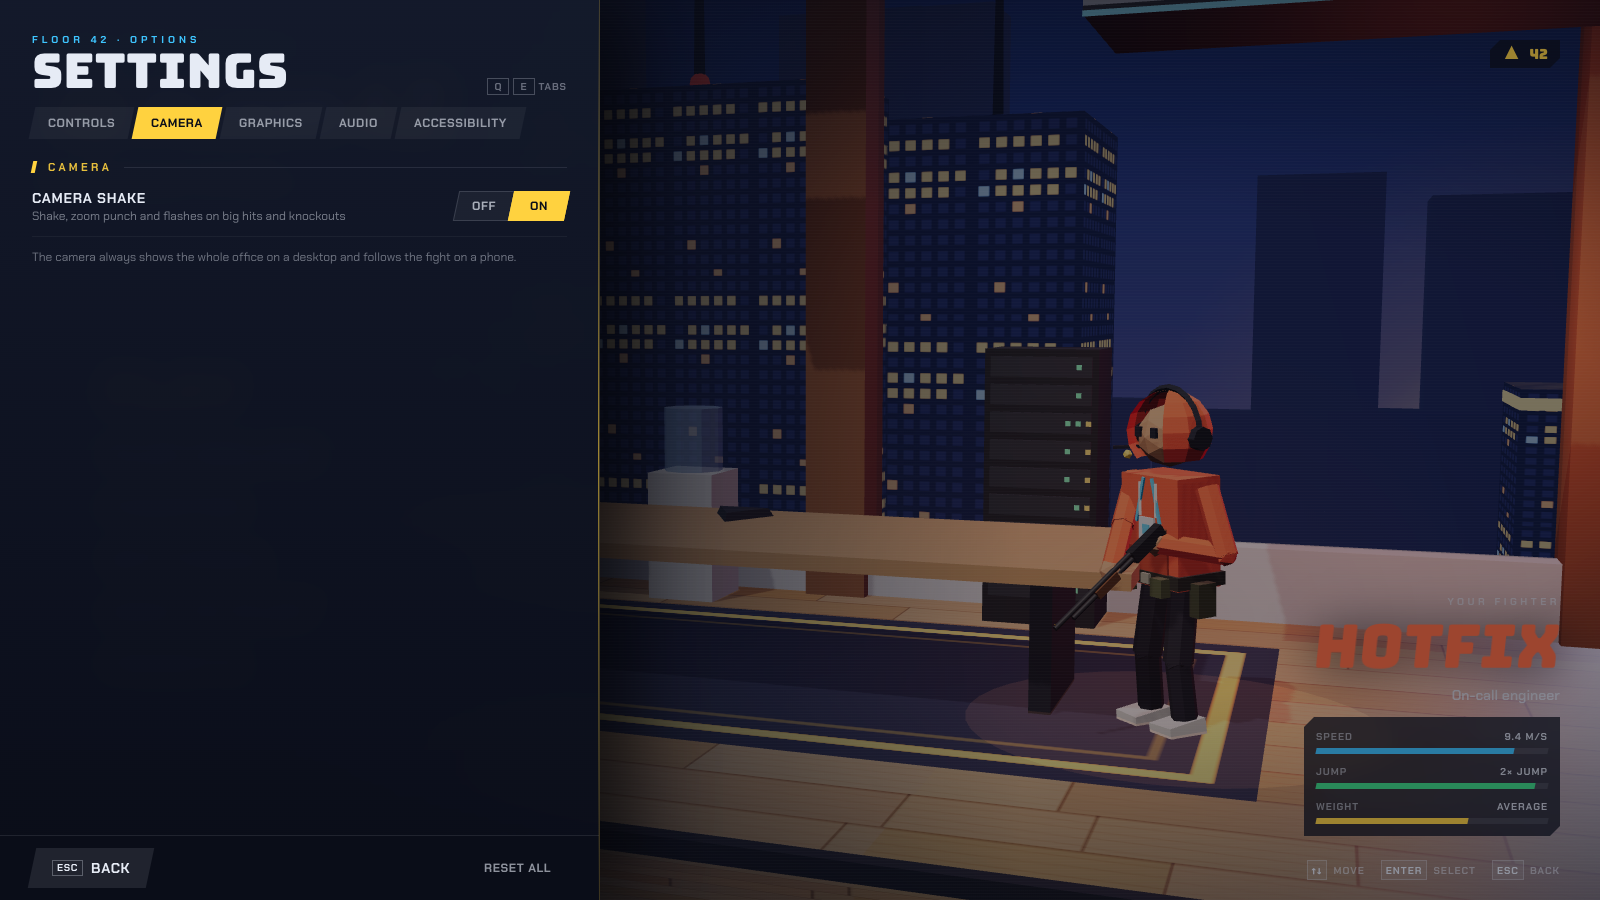 FLOOR 42 · OPTIONS
SETTINGS
Q E TABS
CONTROLS CAMERA GRAPHICS AUDIO ACCESSIBILITY
CAMERA
CAMERA SHAKE
Shake, zoom punch and flashes on big hits and knockouts
OFF ON
The camera always shows the whole office on a desktop and follows the fight on a phone.
ESC BACK
RESET ALL
42
YOUR FIGHTER
HOTFIX
On-call engineer
SPEED 9.4 M/S
JUMP 2× JUMP
WEIGHT AVERAGE
↑↓ MOVE ENTER SELECT ESC BACK